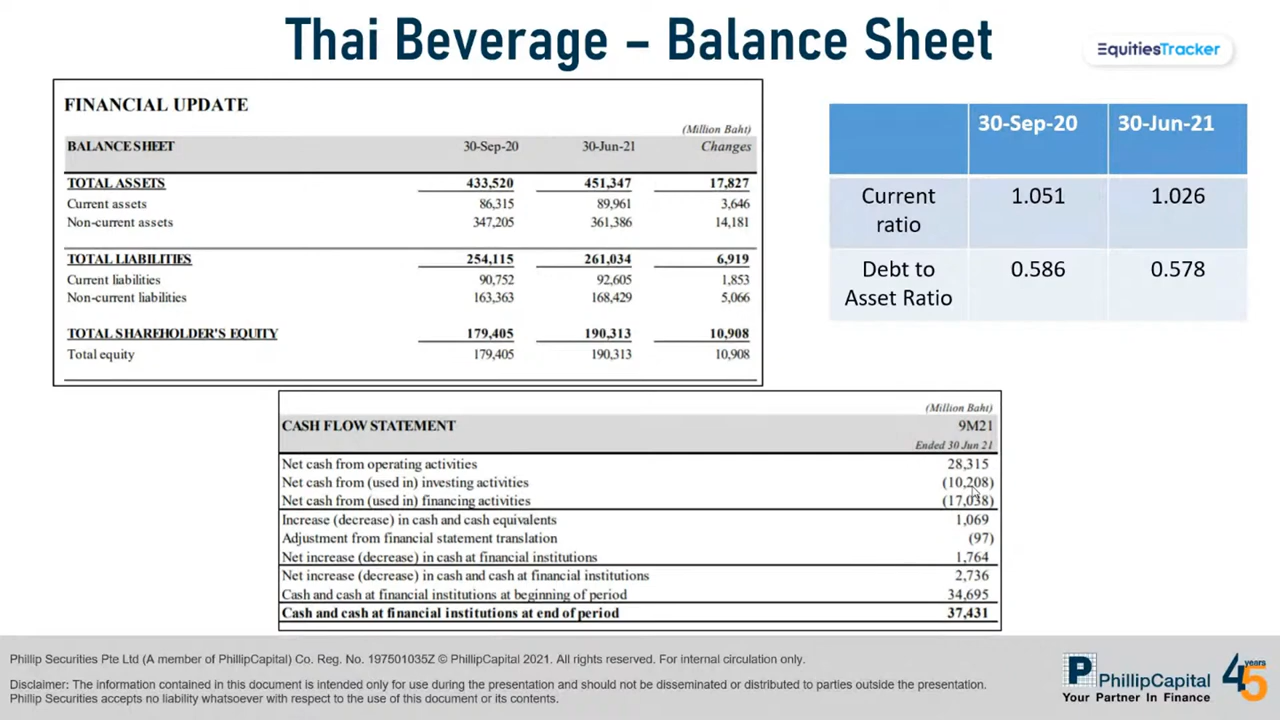 Thai Beverage – Balance Sheet
EquitiesTracker
FINANCIAL UPDATE
(Million Baht)
BALANCE SHEET 30-Sep-20 30-Jun-21 Changes
TOTAL ASSETS 433,520 451,347 17,827
Current assets 86,315 89,961 3,646
Non-current assets 347,205 361,386 14,181
TOTAL LIABILITIES 254,115 261,034 6,919
Current liabilities 90,752 92,605 1,853
Non-current liabilities 163,363 168,429 5,066
TOTAL SHAREHOLDER'S EQUITY 179,405 190,313 10,908
Total equity 179,405 190,313 10,908
30-Sep-20 30-Jun-21
Current ratio 1.051 1.026
Debt to Asset Ratio 0.586 0.578
(Million Baht)
CASH FLOW STATEMENT 9M21
Ended 30 Jun 21
Net cash from operating activities 28,315
Net cash from (used in) investing activities (10,208)
Net cash from (used in) financing activities (17,038)
Increase (decrease) in cash and cash equivalents 1,069
Adjustment from financial statement translation (97)
Net increase (decrease) in cash at financial institutions 1,764
Net increase (decrease) in cash and cash at financial institutions 2,736
Cash and cash at financial institutions at beginning of period 34,695
Cash and cash at financial institutions at end of period 37,431
Phillip Securities Pte Ltd (A member of PhillipCapital) Co. Reg. No. 197501035Z © PhillipCapital 2021. All rights reserved. For internal circulation only.
Disclaimer: The information contained in this document is intended only for use during the presentation and should not be disseminated or distributed to parties outside the presentation.
Phillip Securities accepts no liability whatsoever with respect to the use of this document or its contents.
P PhillipCapital
Your Partner In Finance
45 years